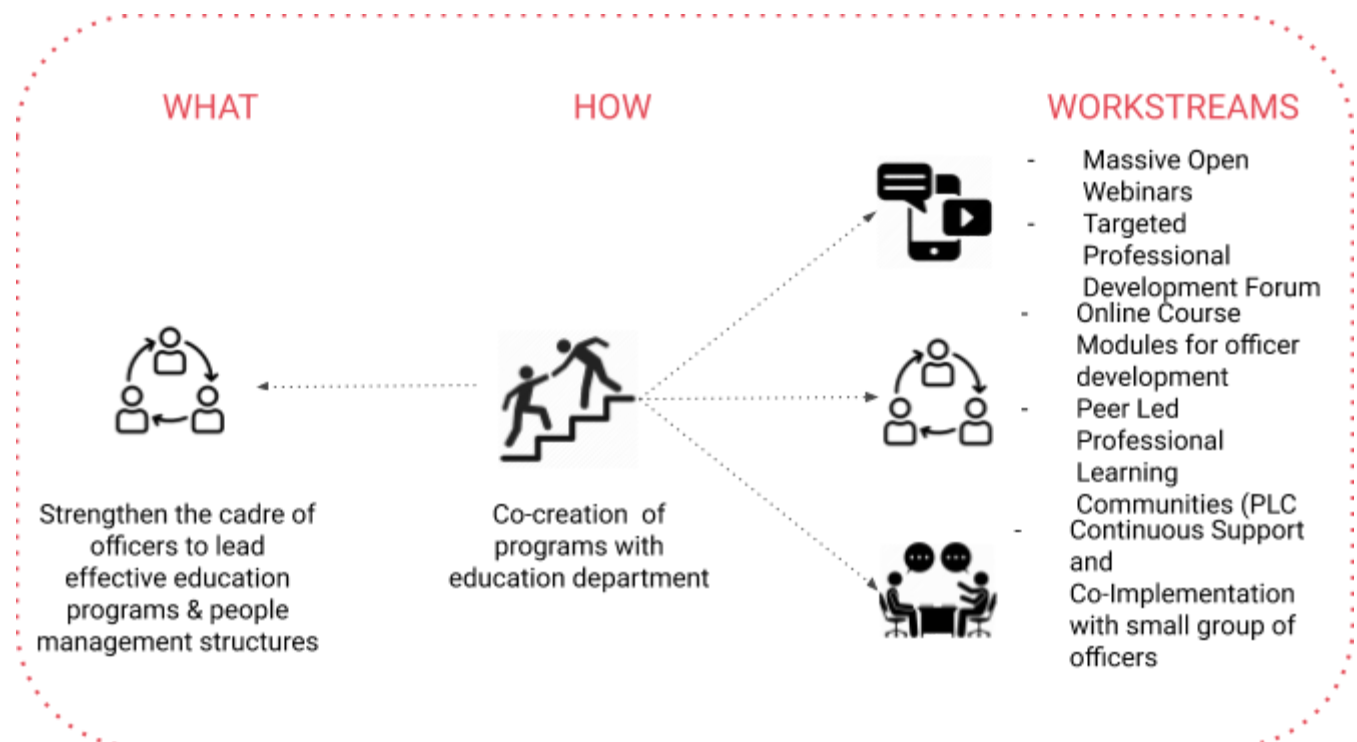 WHAT
Strengthen the cadre of
officers to lead
effective education
programs & people
management structures
HOW
Co-creation of
programs with
education department
WORKSTREAMS
- Massive Open
Webinars
- Targeted
Professional
Development Forum
- Online Course
Modules for officer
development
- Peer Led
Professional
Learning
Communities (PLC
- Continuous Support
and
Co-Implementation
with small group of
officers